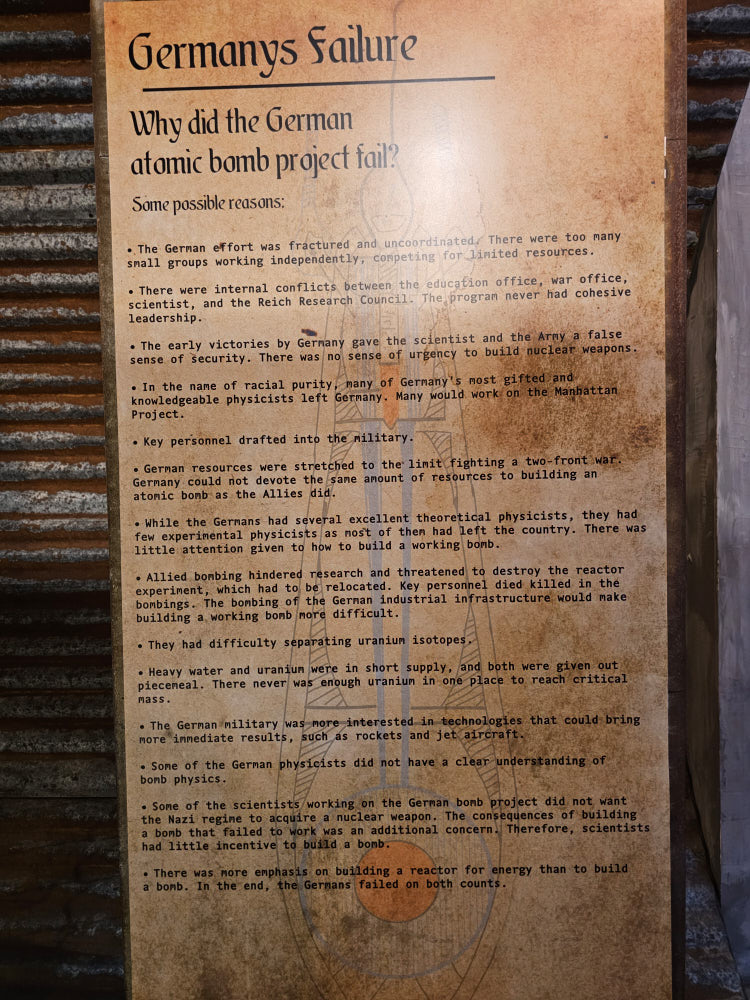 Germanys Failure
Why did the German
atomic bomb project fail?
Some possible reasons:
• The German effort was fractured and uncoordinated. There were too many
small groups working independently, competing for limited resources.
• There were internal conflicts between the education office, war office,
scientist, and the Reich Research Council. The program never had cohesive
leadership.
• The early victories by Germany gave the scientist and the Army a false
sense of security. There was no sense of urgency to build nuclear weapons.
• In the name of racial purity, many of Germany's most gifted and
knowledgeable physicists left Germany. Many would work on the Manhattan
Project.
• Key personnel drafted into the military.
• German resources were stretched to the limit fighting a two-front war.
Germany could not devote the same amount of resources to building an
atomic bomb as the Allies did.
• While the Germans had several excellent theoretical physicists, they had
few experimental physicists as most of them had left the country. There was
little attention given to how to build a working bomb.
• Allied bombing hindered research and threatened to destroy the reactor
experiment, which had to be relocated. Key personnel died killed in the
bombings. The bombing of the German industrial infrastructure would make
building a working bomb more difficult.
• They had difficulty separating uranium isotopes.
• Heavy water and uranium were in short supply, and both were given out
piecemeal. There never was enough uranium in one place to reach critical
mass.
• The German military was more interested in technologies that could bring
more immediate results, such as rockets and jet aircraft.
• Some of the German physicists did not have a clear understanding of
bomb physics.
• Some of the scientists working on the German bomb project did not want
the Nazi regime to acquire a nuclear weapon. The consequences of building
a bomb that failed to work was an additional concern. Therefore, scientists
had little incentive to build a bomb.
• There was more emphasis on building a reactor for energy than to build
a bomb. In the end, the Germans failed on both counts.